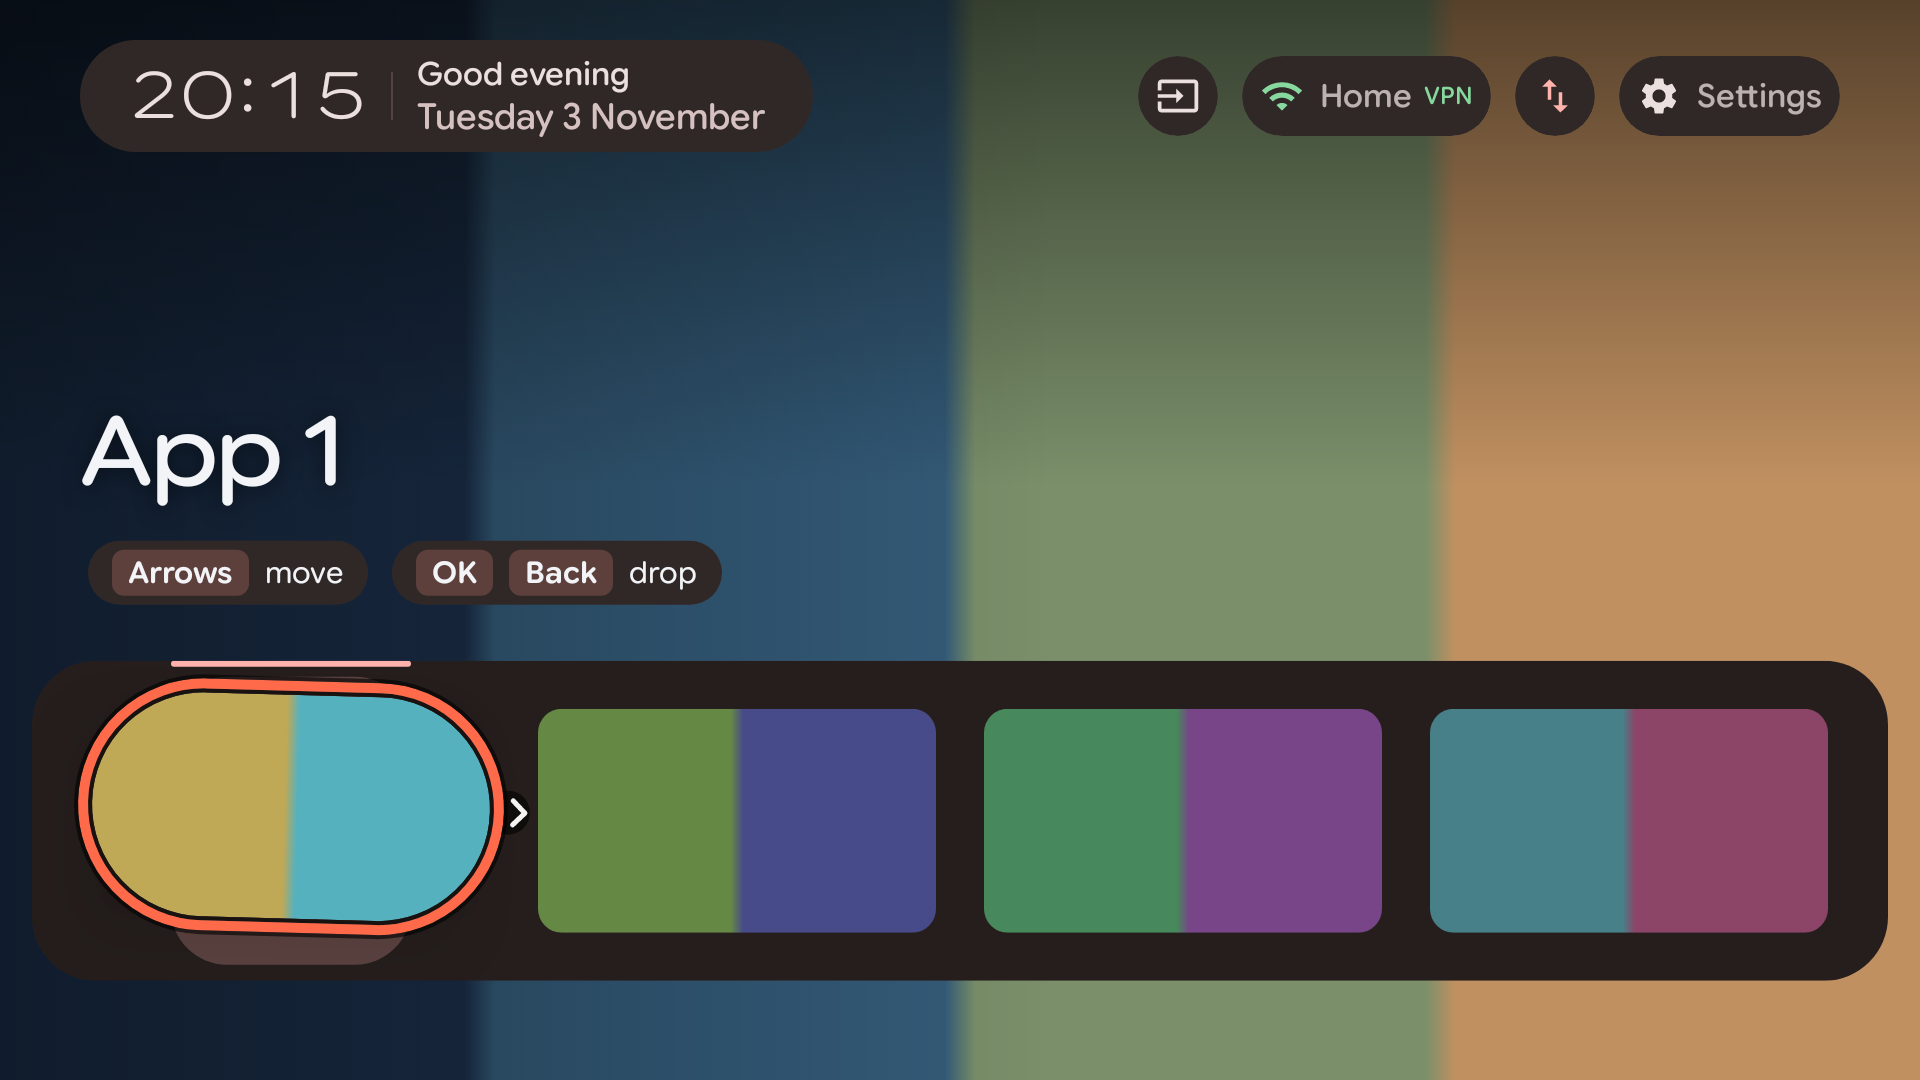 20:15
Good evening
Tuesday 3 November
Home VPN
Settings
App 1
Arrows move
OK Back drop